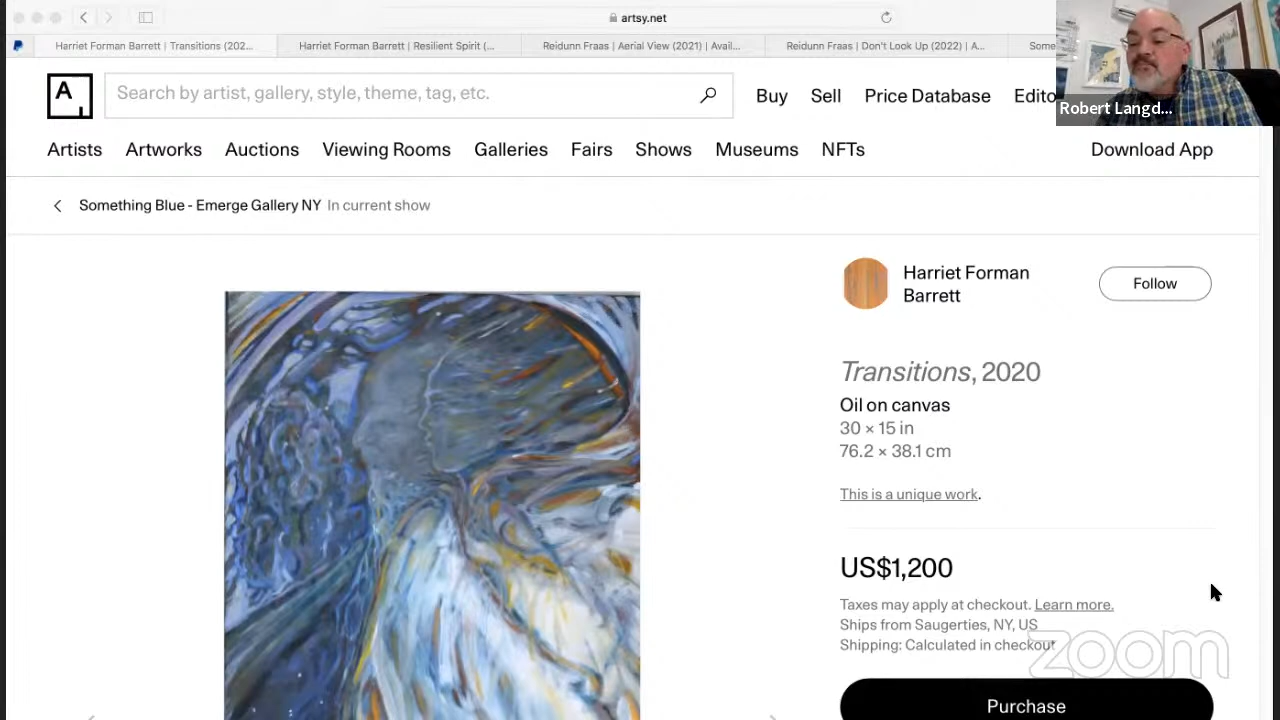 artsy.net
Harriet Forman Barrett | Transitions (202...
Harriet Forman Barrett | Resilient Spirit (...
Reidunn Fraas | Aerial View (2021) | Avail...
Reidunn Fraas | Don't Look Up (2022) | A...
Some
A
Search by artist, gallery, style, theme, tag, etc.
Buy
Sell
Price Database
Edito
Robert Langd...
Artists
Artworks
Auctions
Viewing Rooms
Galleries
Fairs
Shows
Museums
NFTs
Download App
Something Blue - Emerge Gallery NY In current show
Harriet Forman
Barrett
Follow
Transitions, 2020
Oil on canvas
30 × 15 in
76.2 × 38.1 cm
This is a unique work.
US$1,200
Taxes may apply at checkout. Learn more.
Ships from Saugerties, NY, US
Shipping: Calculated in checkout
zoom
Purchase